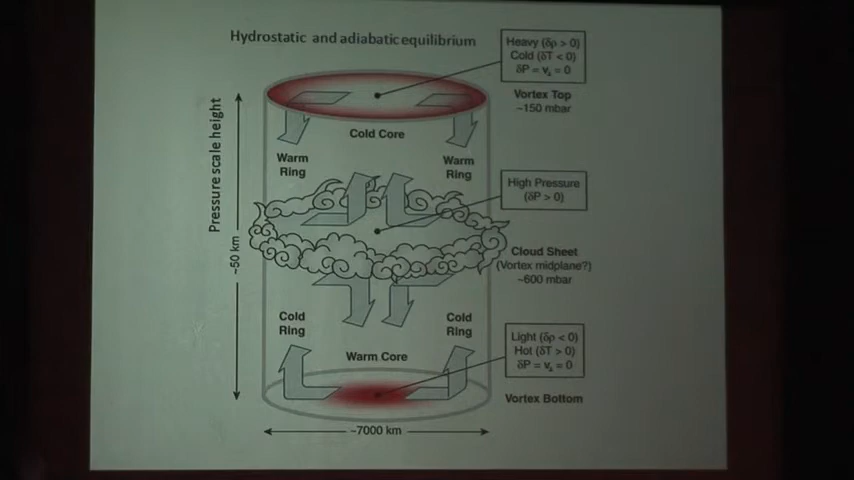 Hydrostatic and adiabatic equilibrium
Heavy (δρ > 0)
Cold (δT < 0)
δP = v_z = 0
Vortex Top
~150 mbar
Cold Core
Warm
Ring
Warm
Ring
Pressure scale height
~50 km
High Pressure
(δP > 0)
Cloud Sheet
(Vortex midplane?)
~600 mbar
Cold
Ring
Cold
Ring
Warm Core
Light (δρ < 0)
Hot (δT > 0)
δP = v_z = 0
Vortex Bottom
~7000 km